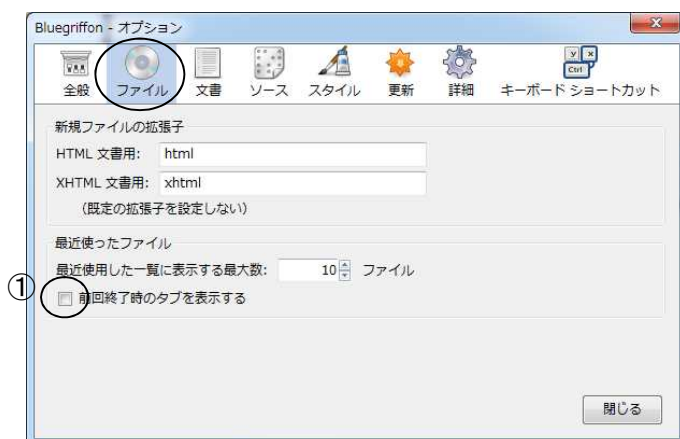 Bluegriffon - オプション
全般 ファイル 文書 ソース スタイル 更新 詳細 キーボード ショートカット
y x Ctrl
新規ファイルの拡張子
HTML 文書用: html
XHTML 文書用: xhtml
(既定の拡張子を設定しない)
最近使ったファイル
最近使用した一覧に表示する最大数: 10 ファイル
① 前回終了時のタブを表示する
閉じる